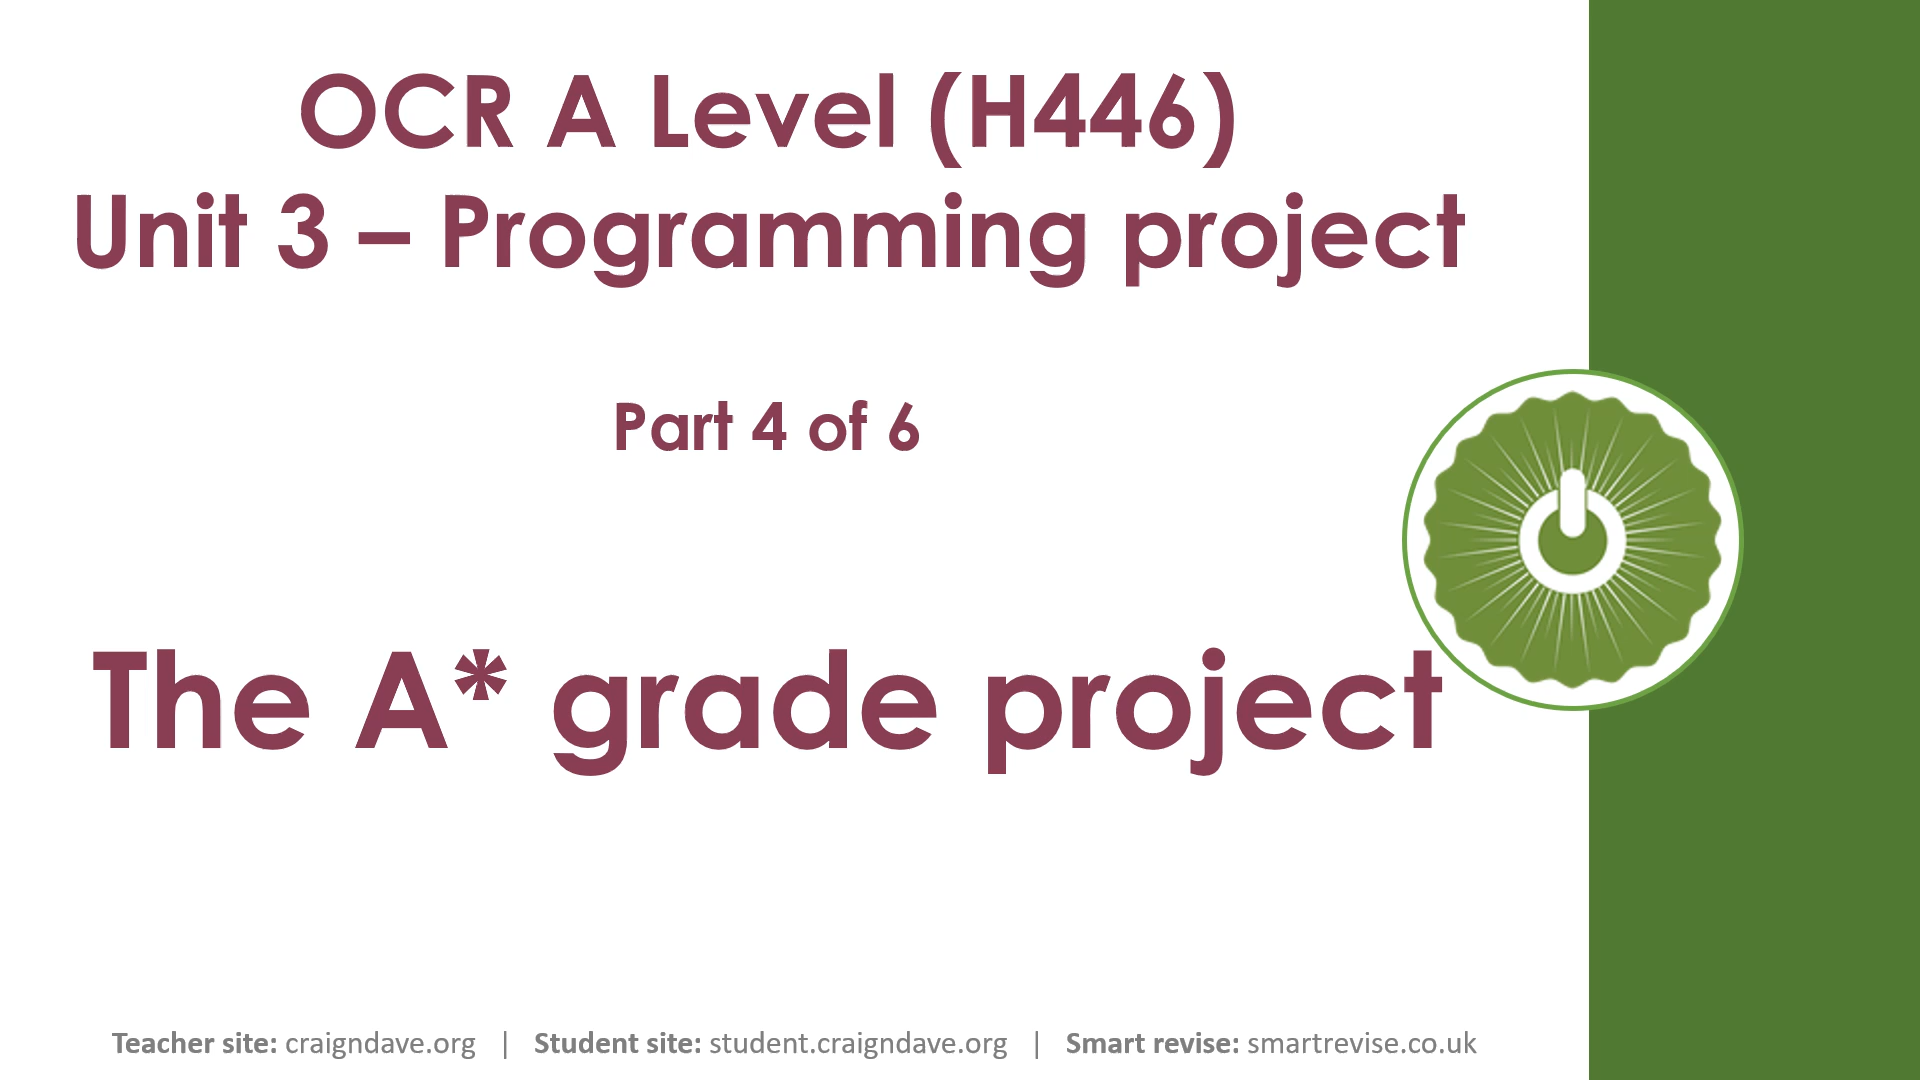 OCR A Level (H446)
Unit 3 – Programming project
Part 4 of 6
The A* grade project
Teacher site: craigndave.org | Student site: student.craigndave.org | Smart revise: smartrevise.co.uk